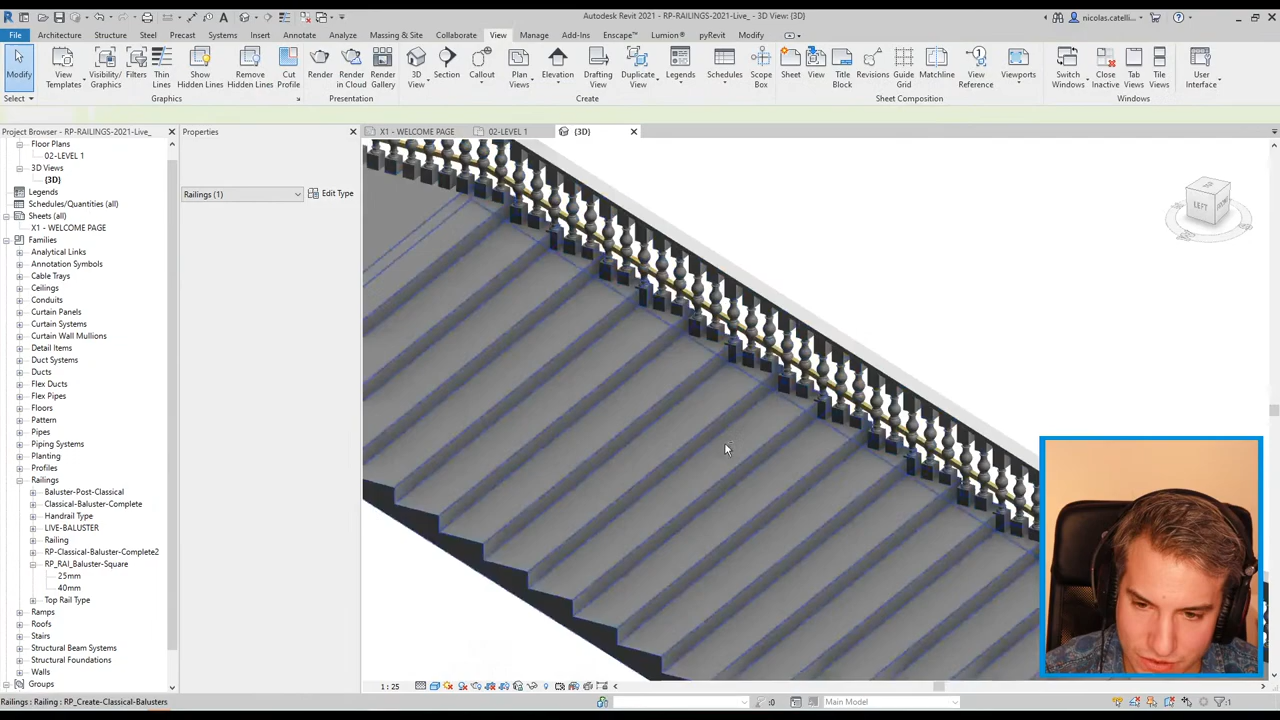 Autodesk Revit 2021 - RP-RAILINGS-2021-Live_ - 3D View: {3D}
nicolas.catelli...
File Architecture Structure Steel Precast Systems Insert Annotate Analyze Massing & Site Collaborate View Manage Add-Ins Enscape™ Lumion® pyRevit Modify
Modify
View Templates
Visibility/ Graphics
Filters
Thin Lines
Show Hidden Lines
Remove Hidden Lines
Cut Profile
Render
Render in Cloud
Render Gallery
3D View
Section
Callout
Plan Views
Elevation
Drafting View
Duplicate View
Legends
Schedules
Scope Box
Sheet
View
Title Block
Revisions
Guide Grid
Matchline
View Reference
Viewports
Switch Windows
Close Inactive
Tab Views
Tile Views
User Interface
Select Graphics Presentation Create Sheet Composition Windows
Project Browser - RP-RAILINGS-2021-Live_
Floor Plans
02-LEVEL 1
3D Views
{3D}
Legends
Schedules/Quantities (all)
Sheets (all)
X1 - WELCOME PAGE
Families
Analytical Links
Annotation Symbols
Cable Trays
Ceilings
Conduits
Curtain Panels
Curtain Systems
Curtain Wall Mullions
Detail Items
Duct Systems
Ducts
Flex Ducts
Flex Pipes
Floors
Pattern
Pipes
Piping Systems
Planting
Profiles
Railings
Baluster-Post-Classical
Classical-Baluster-Complete
Handrail Type
LIVE-BALUSTER
Railing
RP-Classical-Baluster-Complete2
RP_RAI_Baluster-Square
25mm
40mm
Top Rail Type
Ramps
Roofs
Stairs
Structural Beam Systems
Structural Foundations
Walls
Groups
Properties
Railings (1)
Edit Type
X1 - WELCOME PAGE
02-LEVEL 1
{3D}
LEFT
1 : 25
Railings : Railing : RP_Create-Classical-Balusters
:0
Main Model
:1